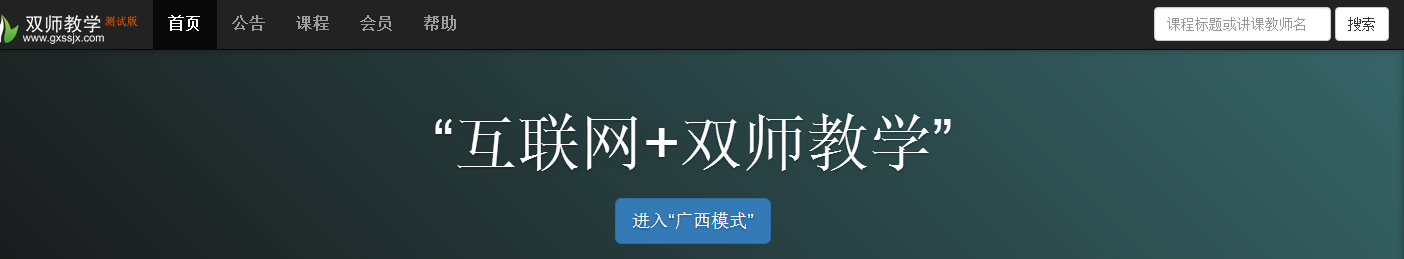 双师教学 测试版
www.gxssjx.com
首页 公告 课程 会员 帮助
课程标题或讲课教师名 搜索
“互联网+双师教学”
进入“广西模式”